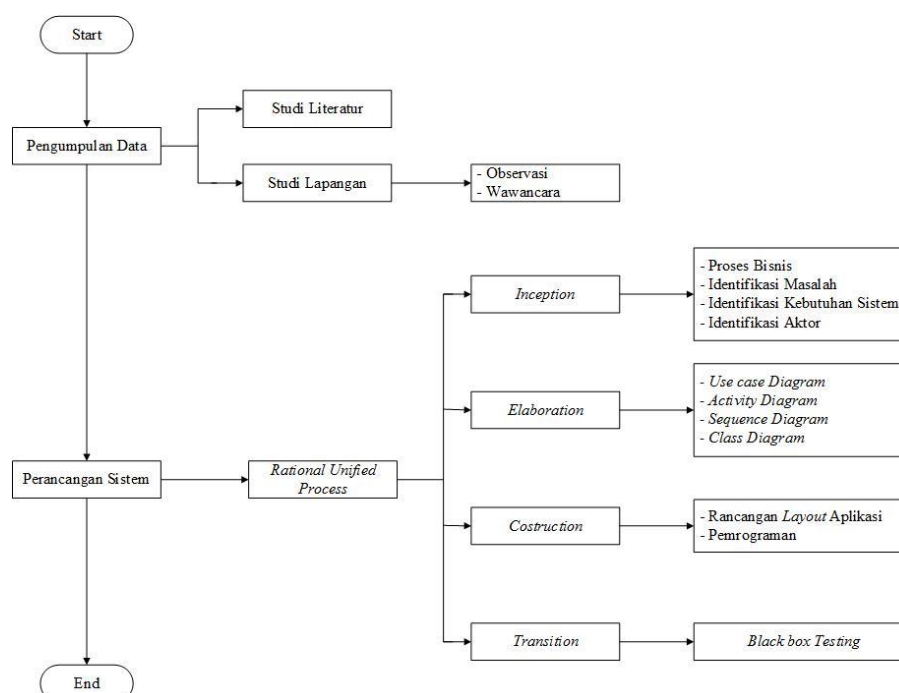 Start
Studi Literatur
Pengumpulan Data
Studi Lapangan
- Observasi
- Wawancara
Inception
- Proses Bisnis
- Identifikasi Masalah
- Identifikasi Kebutuhan Sistem
- Identifikasi Aktor
Elaboration
- Use case Diagram
- Activity Diagram
- Sequence Diagram
- Class Diagram
Perancangan Sistem
Rational Unified
Process
Costruction
- Rancangan Layout Aplikasi
- Pemrograman
Transition
Black box Testing
End